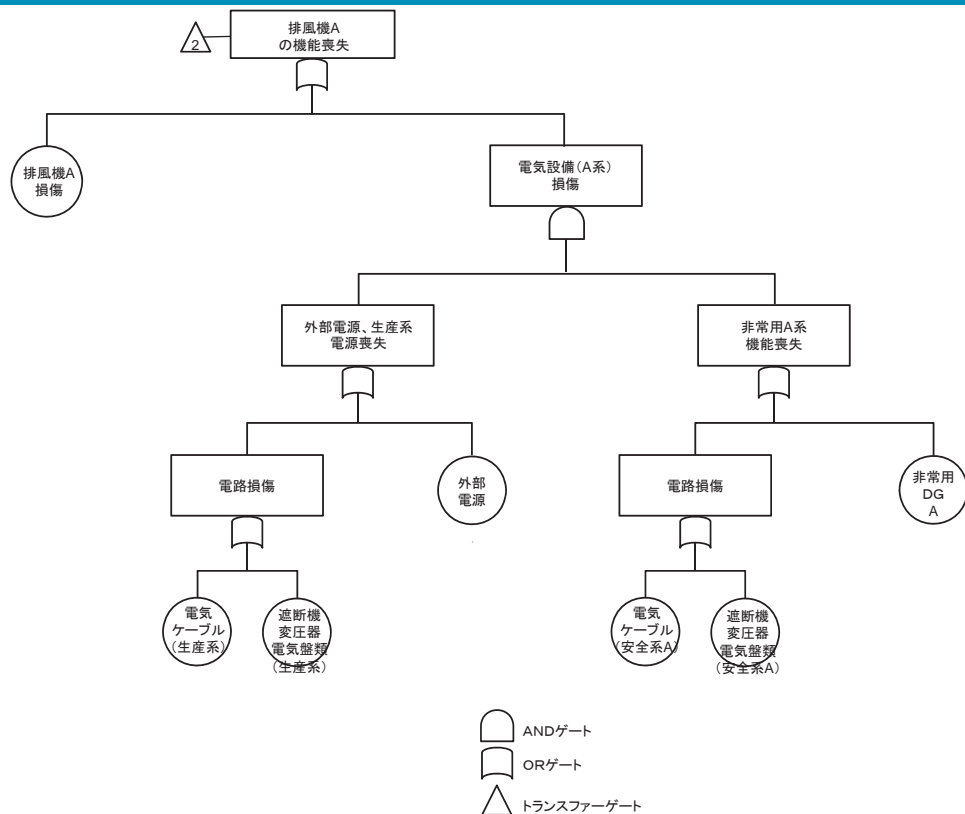 排風機A
の機能喪失
2
排風機A
損傷
電気設備(A系)
損傷
外部電源、生産系
電源喪失
非常用A系
機能喪失
電路損傷
外部
電源
電路損傷
非常用
DG
A
電気
ケーブル
(生産系)
遮断機
変圧器
電気盤類
(生産系)
電気
ケーブル
(安全系A)
遮断機
変圧器
電気盤類
(安全系A)
ANDゲート
ORゲート
トランスファーゲート